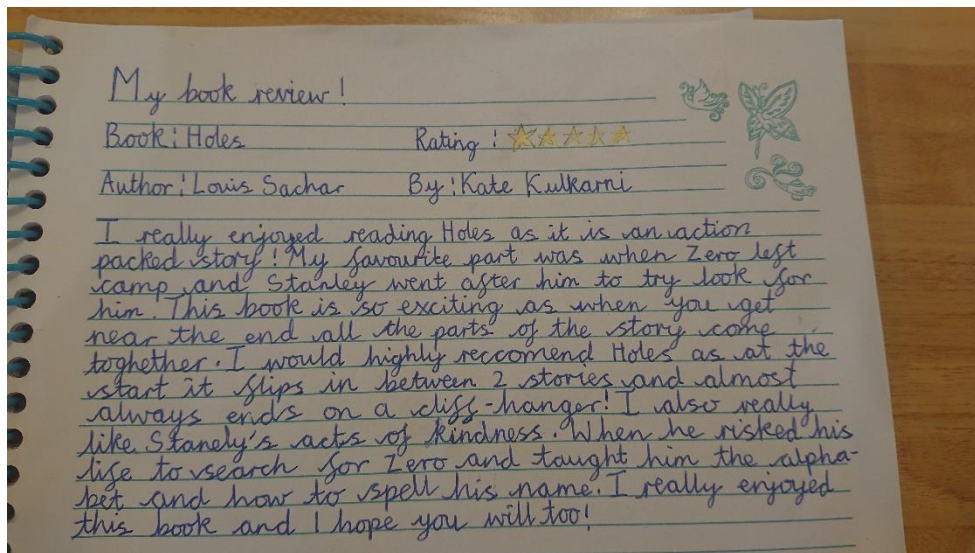 My book review!
Book: Holes Rating:
Author: Louis Sachar By: Kate Kulkarni
I really enjoyed reading Holes as it is an action
packed story! My favourite part was when Zero left
camp and Stanley went after him to try look for
him. This book is so exciting as when you get
near the end all the parts of the story come
toghether. I would highly reccomend Holes as at the
start it flips in between 2 stories and almost
always ends on a cliff-hanger! I also really
like Stanely's acts of kindness. When he risked his
life to search for Zero and taught him the alpha-
bet and how to spell his name. I really enjoyed
this book and I hope you will too!